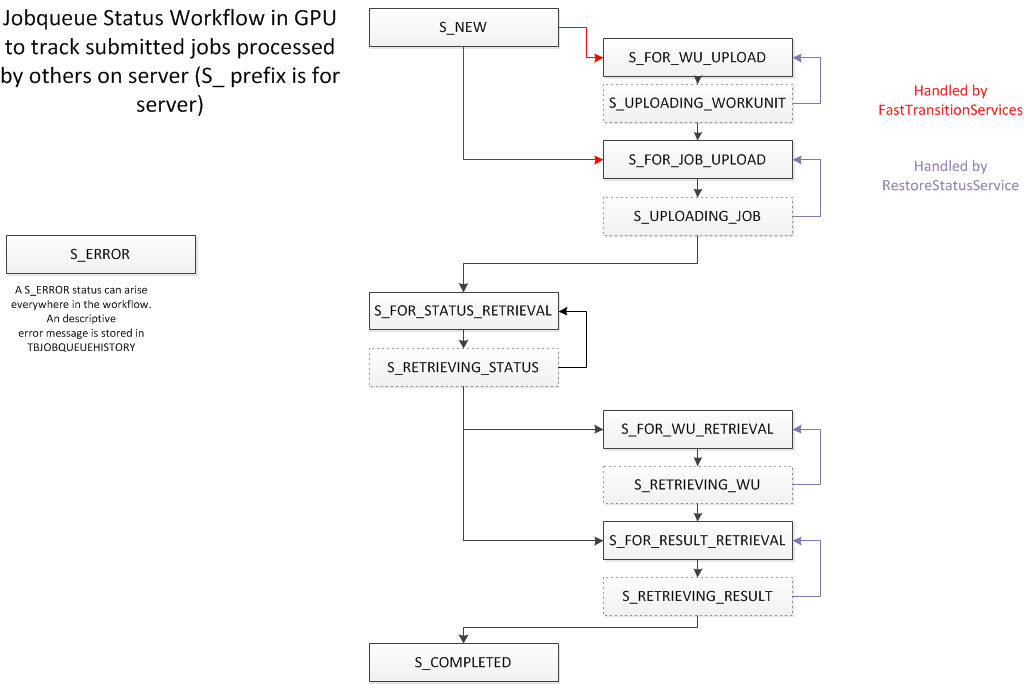 Jobqueue Status Workflow in GPU
to track submitted jobs processed
by others on server (S_ prefix is for
server)
S_NEW
S_FOR_WU_UPLOAD
S_UPLOADING_WORKUNIT
Handled by
FastTransitionServices
S_FOR_JOB_UPLOAD
Handled by
RestoreStatusService
S_UPLOADING_JOB
S_ERROR
A S_ERROR status can arise
everywhere in the workflow.
An descriptive
error message is stored in
TBJOBQUEUEHISTORY
S_FOR_STATUS_RETRIEVAL
S_RETRIEVING_STATUS
S_FOR_WU_RETRIEVAL
S_RETRIEVING_WU
S_FOR_RESULT_RETRIEVAL
S_RETRIEVING_RESULT
S_COMPLETED